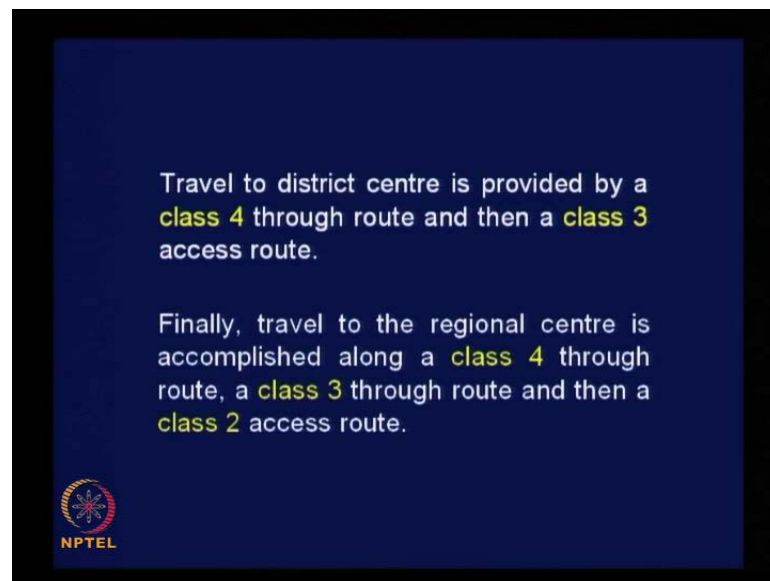 Travel to district centre is provided by a
class 4 through route and then a class 3
access route.
Finally, travel to the regional centre is
accomplished along a class 4 through
route, a class 3 through route and then a
class 2 access route.
NPTEL